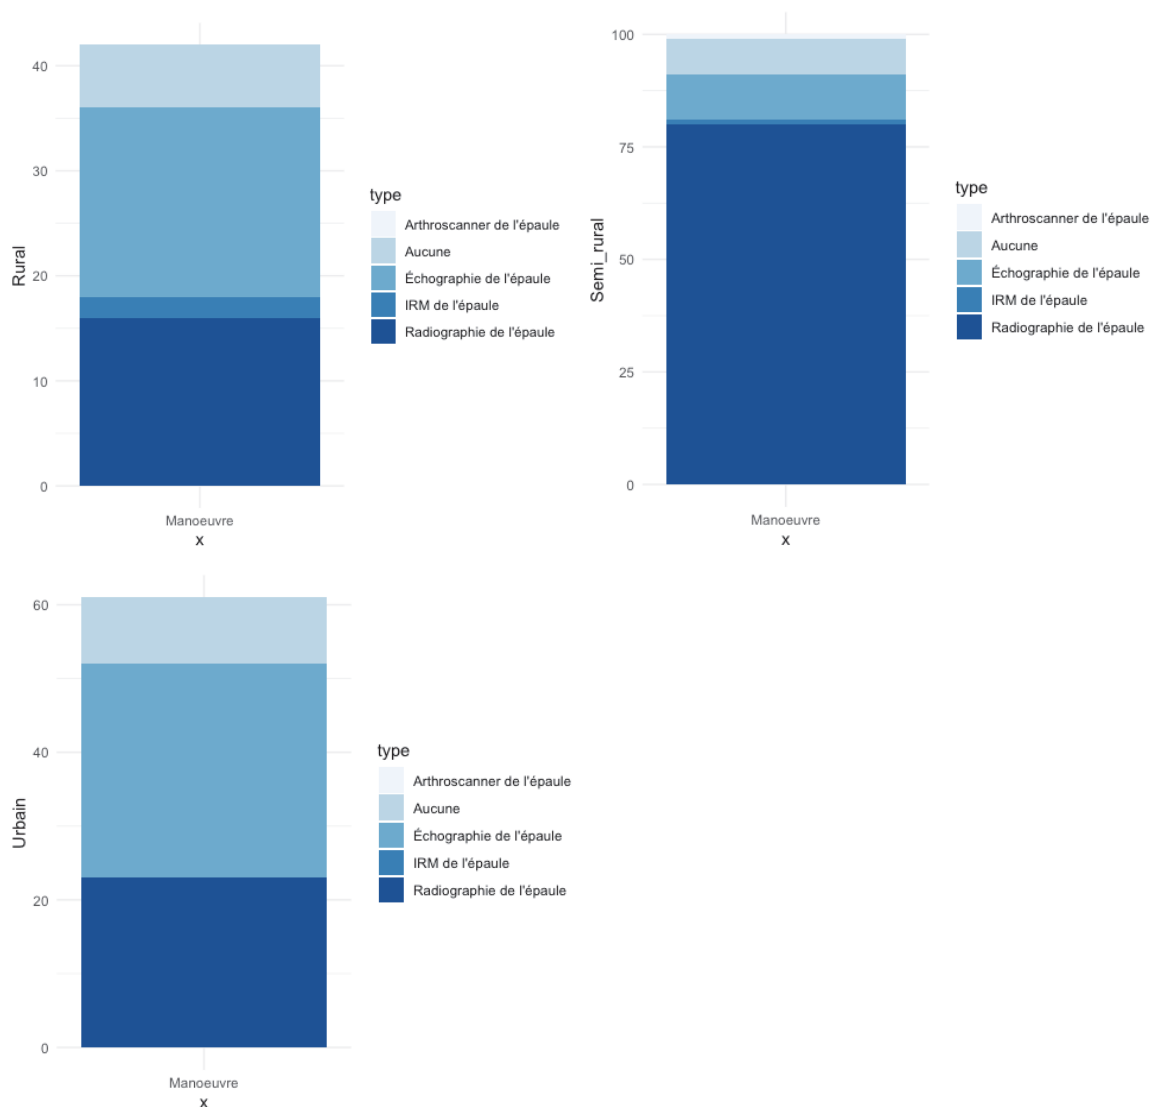 Rural
40
30
20
10
0
Manoeuvre
x
type
Arthroscanner de l'épaule
Aucune
Échographie de l'épaule
IRM de l'épaule
Radiographie de l'épaule
Semi_rural
100
75
50
25
0
Manoeuvre
x
type
Arthroscanner de l'épaule
Aucune
Échographie de l'épaule
IRM de l'épaule
Radiographie de l'épaule
Urbain
60
40
20
0
Manoeuvre
x
type
Arthroscanner de l'épaule
Aucune
Échographie de l'épaule
IRM de l'épaule
Radiographie de l'épaule